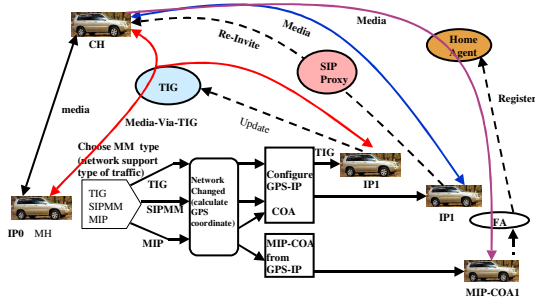 Media
Media
CH
Re-Invite
Home
Agent
SIP
Proxy
TIG
media
Media-Via-TIG
Update
Register
Choose MM type
(network support
type of traffic)
TIG
SIPMM
MIP
TIG
SIPMM
MIP
Network
Changed
(calculate
GPS
coordinate)
Configure
GPS-IP
COA
MIP-COA
from
GPS-IP
TIG
IP1
IP1
IP0 MH
FA
MIP-COA1